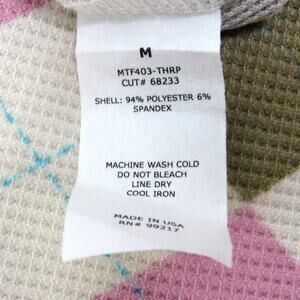 M
MTF403-THRP
CUT# 6B233
SHELL: 94% POLYESTER 6%
SPANDEX
MACHINE WASH COLD
DO NOT BLEACH
LINE DRY
COOL IRON
MADE IN USA
RN# 99217